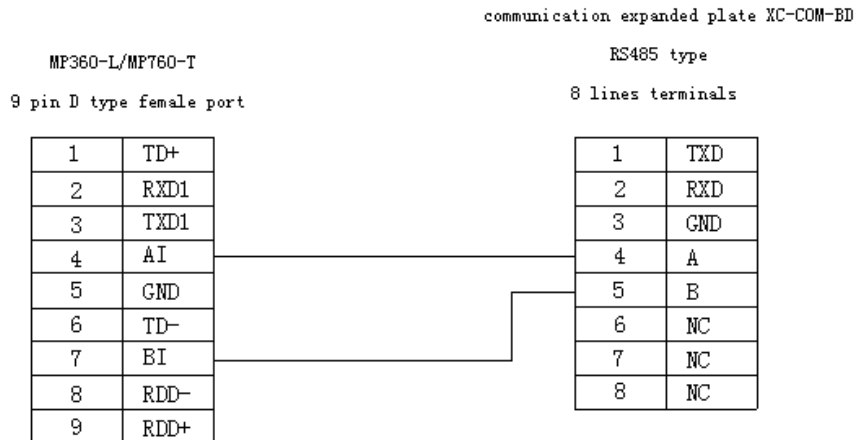 communication expanded plate XC-COM-BD
MP360-L/MP760-T
RS485 type
9 pin D type female port
8 lines terminals
1 TD+
2 RXD1
3 TXD1
4 AI
5 GND
6 TD-
7 BI
8 RDD-
9 RDD+
1 TXD
2 RXD
3 GND
4 A
5 B
6 NC
7 NC
8 NC